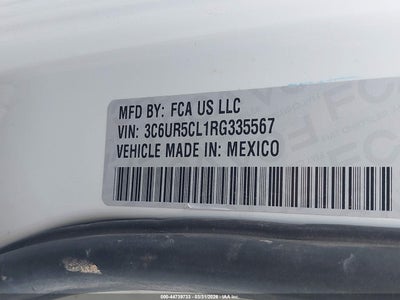 MFD BY: FCA US LLC
VIN: 3C6UR5CL1RG335567
VEHICLE MADE IN: MEXICO